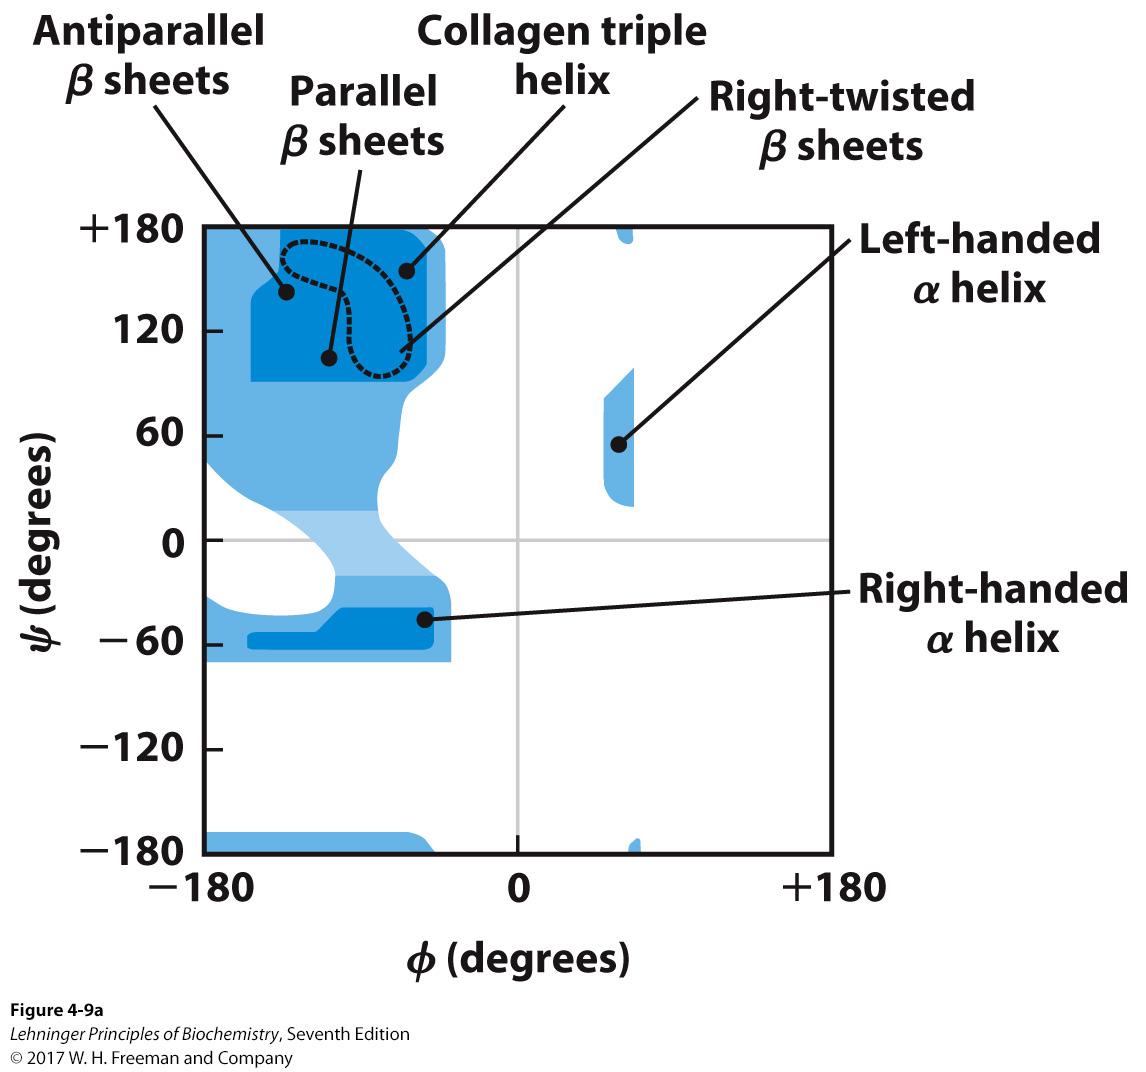 Antiparallel
β sheets
Collagen triple
helix
Parallel
β sheets
Right-twisted
β sheets
+180
Left-handed
α helix
120
60
ψ (degrees)
0
Right-handed
α helix
−60
−120
−180
−180
0
+180
ϕ (degrees)
Figure 4-9a
Lehninger Principles of Biochemistry, Seventh Edition
© 2017 W. H. Freeman and Company